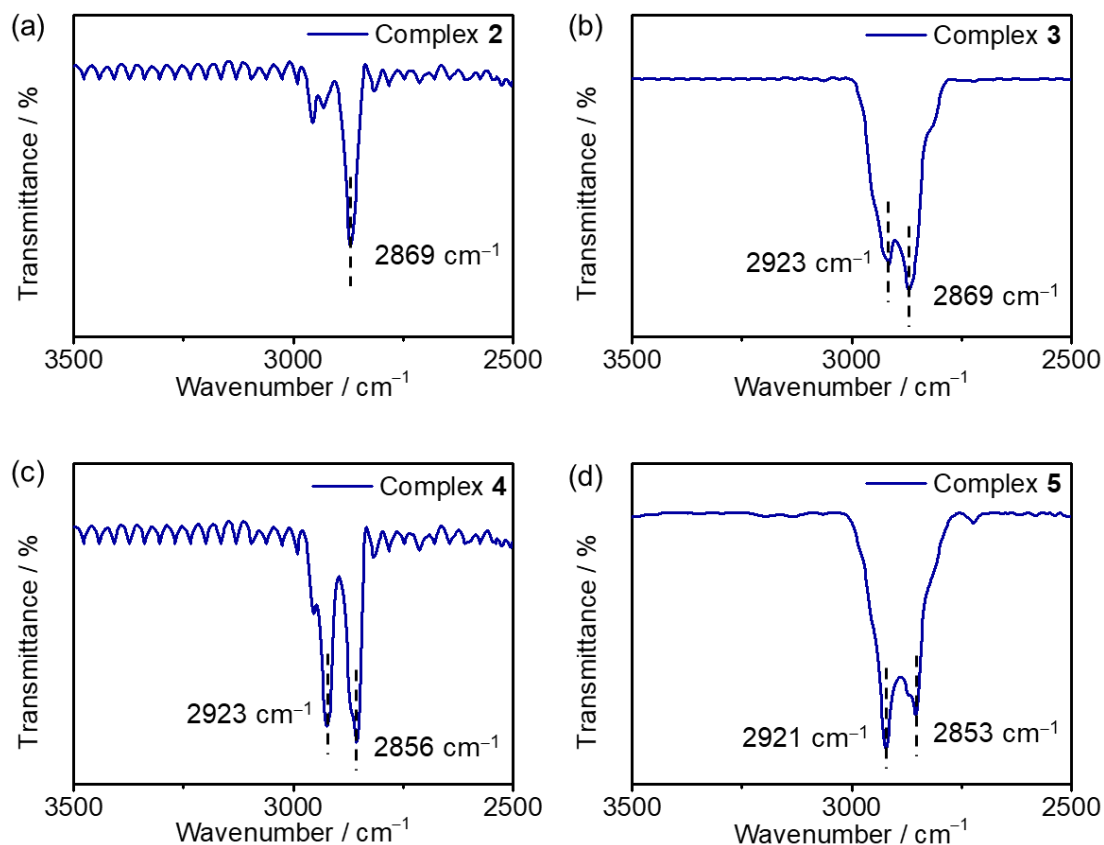 (a)
Complex 2
Transmittance / %
2869 cm⁻¹
3500
3000
2500
Wavenumber / cm⁻¹
(b)
Complex 3
Transmittance / %
2923 cm⁻¹
2869 cm⁻¹
3500
3000
2500
Wavenumber / cm⁻¹
(c)
Complex 4
Transmittance / %
2923 cm⁻¹
2856 cm⁻¹
3500
3000
2500
Wavenumber / cm⁻¹
(d)
Complex 5
Transmittance / %
2921 cm⁻¹
2853 cm⁻¹
3500
3000
2500
Wavenumber / cm⁻¹